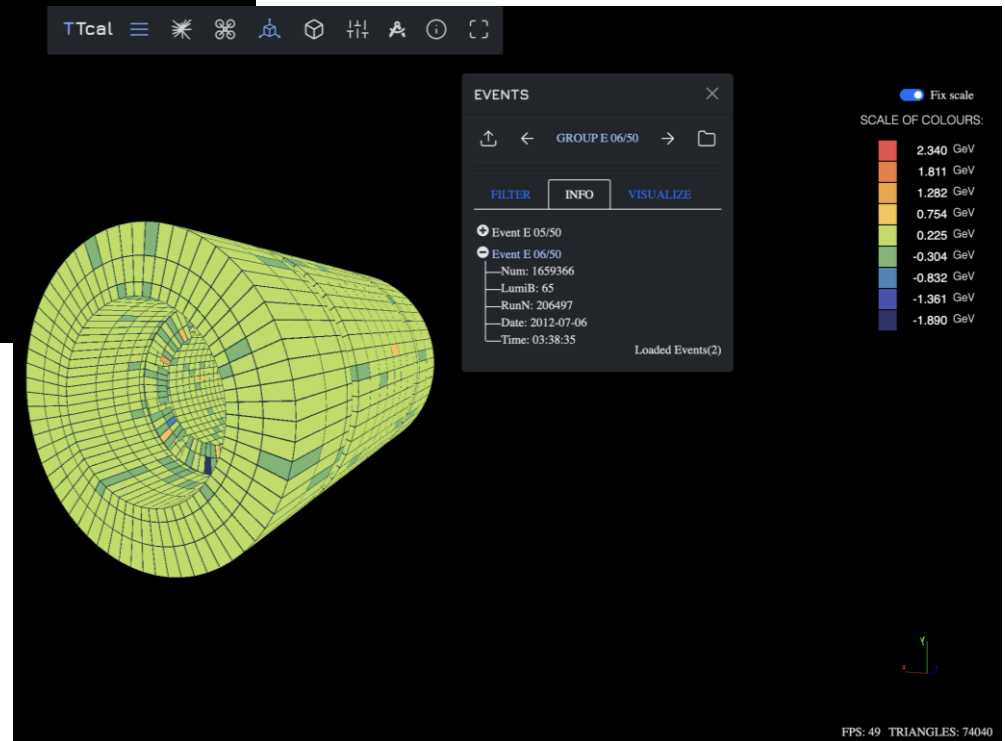 TTcal
EVENTS
GROUP E 06/50
FILTER INFO VISUALIZE
Event E 05/50
Event E 06/50
Num: 1659366
LumiB: 65
RunN: 206497
Date: 2012-07-06
Time: 03:38:35
Loaded Events(2)
Fix scale
SCALE OF COLOURS:
2.340 GeV
1.811 GeV
1.282 GeV
0.754 GeV
0.225 GeV
-0.304 GeV
-0.832 GeV
-1.361 GeV
-1.890 GeV
Y
FPS: 49 TRIANGLES: 74040